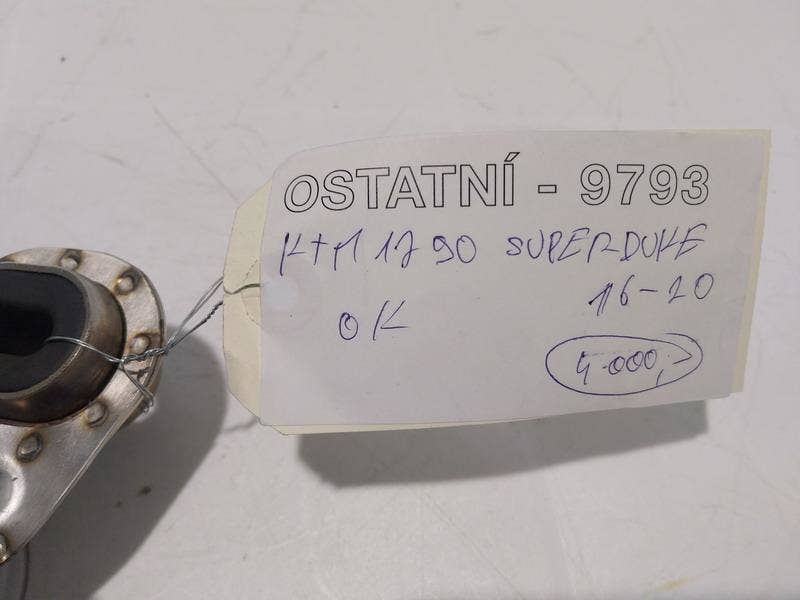 OSTATNÍ - 9793
KTM 1290 SUPERDUKE
16-20
OK
4.000,-